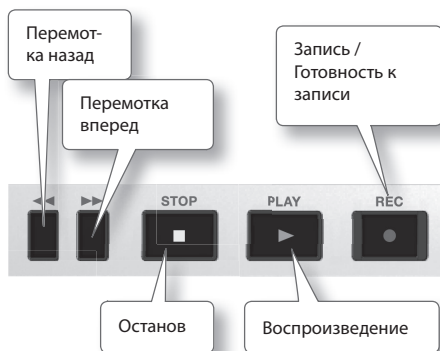 Перемот-
ка назад
Перемотка
вперед
Запись /
Готовность к
записи
◀◀ ▶▶ STOP PLAY REC
Останов
Воспроизведение